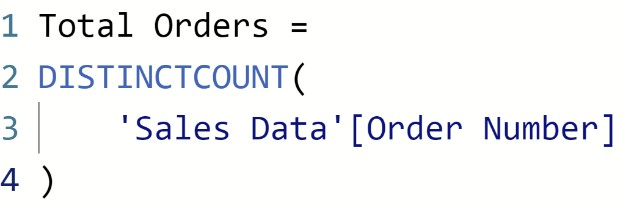 1 Total Orders =
2 DISTINCTCOUNT(
3     'Sales Data'[Order Number]
4 )